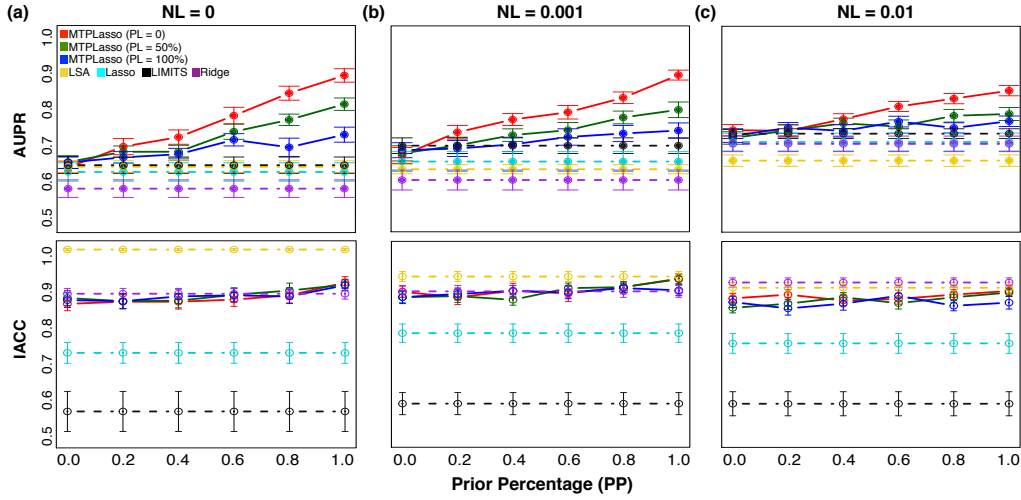 (a) NL = 0
(b) NL = 0.001
(c) NL = 0.01
AUPR
1.0
0.9
0.8
0.7
0.6
0.5
MTPLasso (PL = 0)
MTPLasso (PL = 50%)
MTPLasso (PL = 100%)
LSA Lasso LIMITS Ridge
IACC
1.0
0.9
0.8
0.7
0.6
0.5
0.0 0.2 0.4 0.6 0.8 1.0
0.0 0.2 0.4 0.6 0.8 1.0
0.0 0.2 0.4 0.6 0.8 1.0
Prior Percentage (PP)